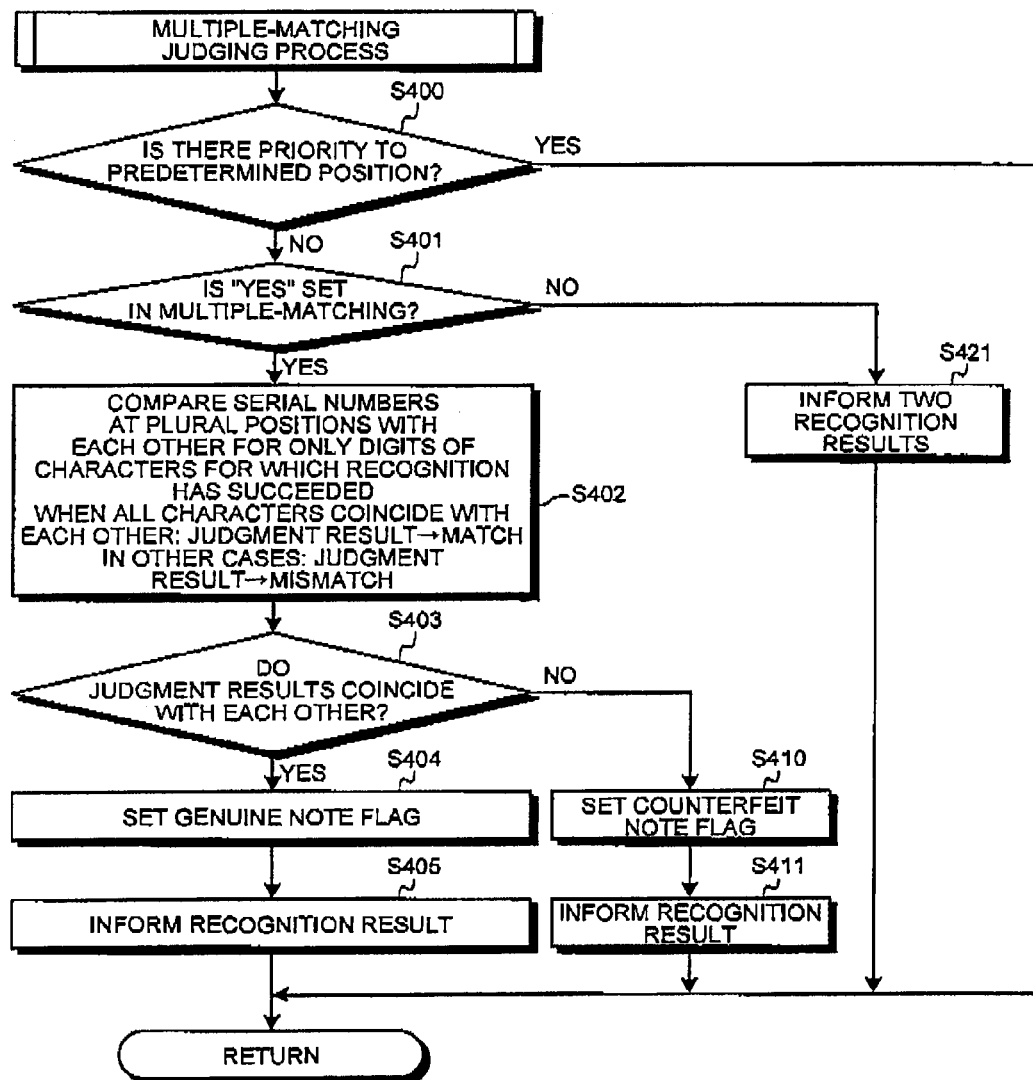 MULTIPLE-MATCHING
JUDGING PROCESS
S400
IS THERE PRIORITY TO
PREDETERMINED POSITION?
YES
NO
S401
IS "YES" SET
IN MULTIPLE-MATCHING?
NO
YES
S421
INFORM TWO
RECOGNITION
RESULTS
COMPARE SERIAL NUMBERS
AT PLURAL POSITIONS WITH
EACH OTHER FOR ONLY DIGITS OF
CHARACTERS FOR WHICH RECOGNITION
HAS SUCCEEDED
WHEN ALL CHARACTERS COINCIDE WITH
EACH OTHER: JUDGMENT RESULT→MATCH
IN OTHER CASES: JUDGMENT
RESULT→MISMATCH
S402
S403
DO
JUDGMENT RESULTS COINCIDE
WITH EACH OTHER?
NO
YES
S404
SET GENUINE NOTE FLAG
S410
SET COUNTERFEIT
NOTE FLAG
S405
INFORM RECOGNITION RESULT
S411
INFORM RECOGNITION
RESULT
RETURN